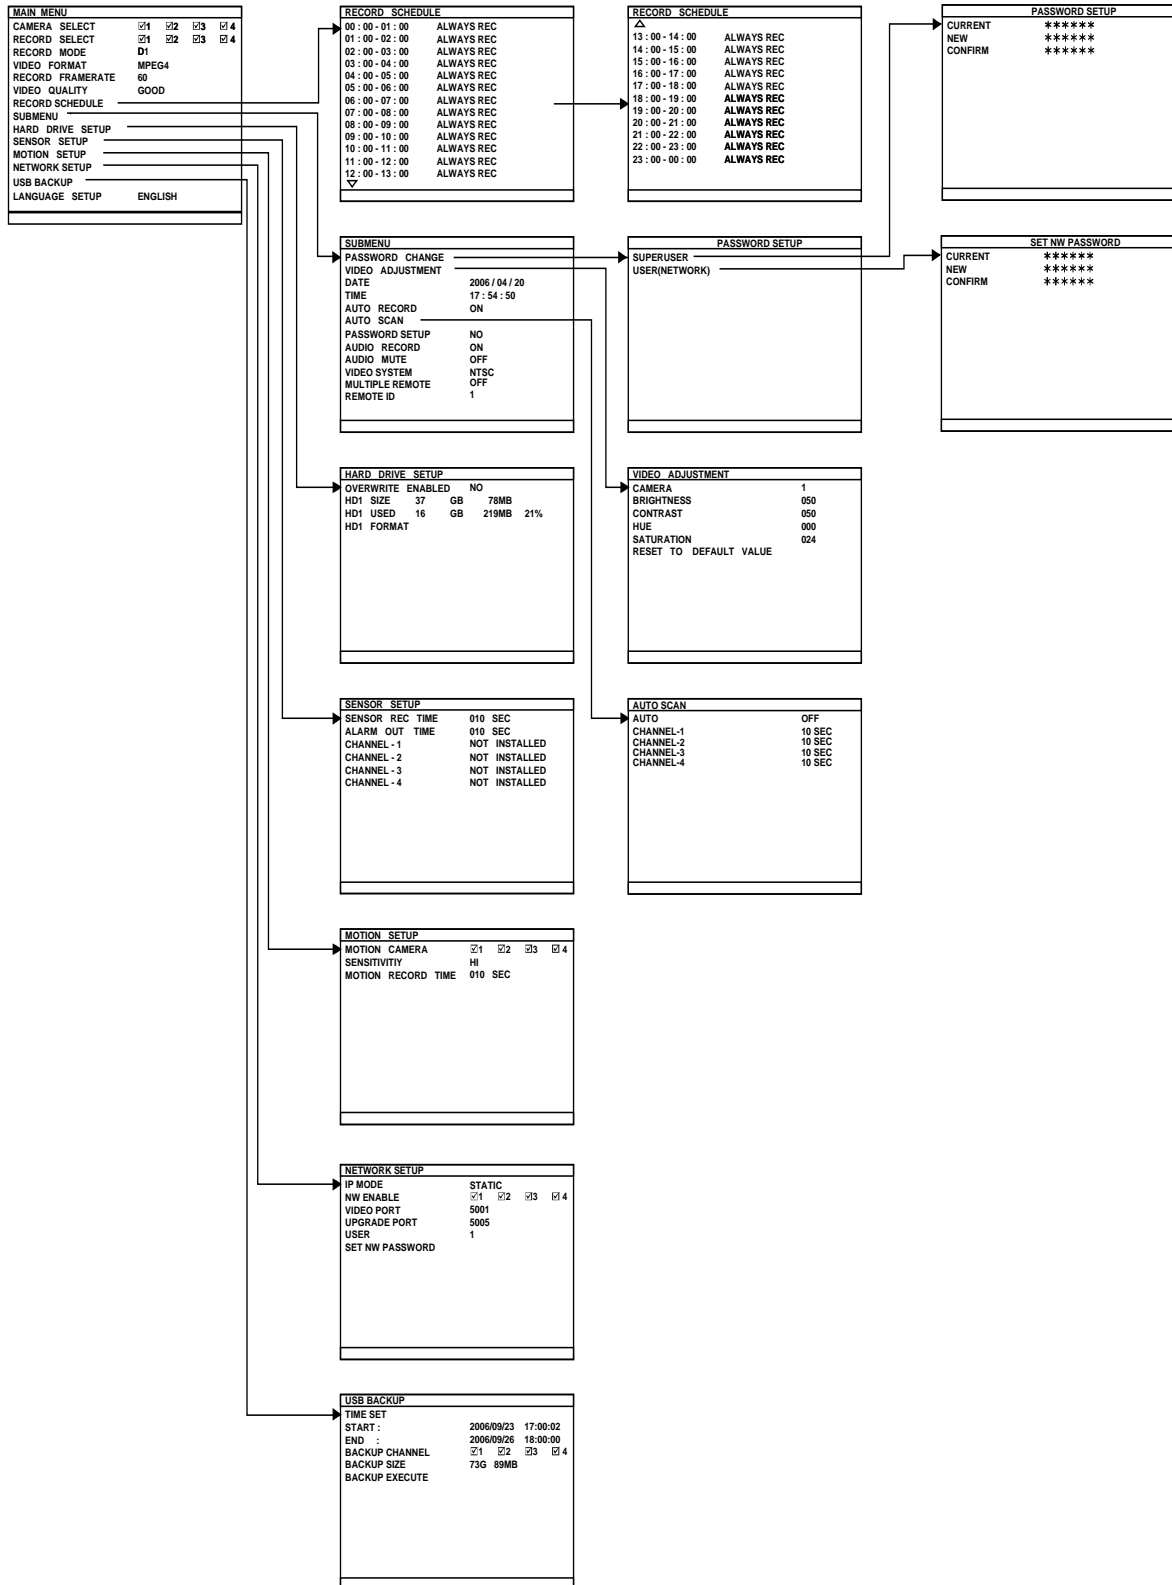 MAIN MENU
CAMERA SELECT ☑1 ☑2 ☑3 ☑4
RECORD SELECT ☑1 ☑2 ☑3 ☑4
RECORD MODE D1
VIDEO FORMAT MPEG4
RECORD FRAMERATE 60
VIDEO QUALITY GOOD
RECORD SCHEDULE
SUBMENU
HARD DRIVE SETUP
SENSOR SETUP
MOTION SETUP
NETWORK SETUP
USB BACKUP
LANGUAGE SETUP ENGLISH
RECORD SCHEDULE
00 : 00 - 01 : 00 ALWAYS REC
01 : 00 - 02 : 00 ALWAYS REC
02 : 00 - 03 : 00 ALWAYS REC
03 : 00 - 04 : 00 ALWAYS REC
04 : 00 - 05 : 00 ALWAYS REC
05 : 00 - 06 : 00 ALWAYS REC
06 : 00 - 07 : 00 ALWAYS REC
07 : 00 - 08 : 00 ALWAYS REC
08 : 00 - 09 : 00 ALWAYS REC
09 : 00 - 10 : 00 ALWAYS REC
10 : 00 - 11 : 00 ALWAYS REC
11 : 00 - 12 : 00 ALWAYS REC
12 : 00 - 13 : 00 ALWAYS REC
RECORD SCHEDULE
13 : 00 - 14 : 00 ALWAYS REC
14 : 00 - 15 : 00 ALWAYS REC
15 : 00 - 16 : 00 ALWAYS REC
16 : 00 - 17 : 00 ALWAYS REC
17 : 00 - 18 : 00 ALWAYS REC
18 : 00 - 19 : 00 ALWAYS REC
19 : 00 - 20 : 00 ALWAYS REC
20 : 00 - 21 : 00 ALWAYS REC
21 : 00 - 22 : 00 ALWAYS REC
22 : 00 - 23 : 00 ALWAYS REC
23 : 00 - 00 : 00 ALWAYS REC
PASSWORD SETUP
CURRENT ******
NEW ******
CONFIRM ******
SUBMENU
PASSWORD CHANGE
VIDEO ADJUSTMENT
DATE 2006 / 04 / 20
TIME 17 : 54 : 50
AUTO RECORD ON
AUTO SCAN
PASSWORD SETUP NO
AUDIO RECORD ON
AUDIO MUTE OFF
VIDEO SYSTEM NTSC
MULTIPLE REMOTE OFF
REMOTE ID 1
PASSWORD SETUP
SUPERUSER
USER(NETWORK)
SET NW PASSWORD
CURRENT ******
NEW ******
CONFIRM ******
HARD DRIVE SETUP
OVERWRITE ENABLED NO
HD1 SIZE 37 GB 78MB
HD1 USED 16 GB 219MB 21%
HD1 FORMAT
VIDEO ADJUSTMENT
CAMERA 1
BRIGHTNESS 050
CONTRAST 050
HUE 000
SATURATION 024
RESET TO DEFAULT VALUE
SENSOR SETUP
SENSOR REC TIME 010 SEC
ALARM OUT TIME 010 SEC
CHANNEL - 1 NOT INSTALLED
CHANNEL - 2 NOT INSTALLED
CHANNEL - 3 NOT INSTALLED
CHANNEL - 4 NOT INSTALLED
AUTO SCAN
AUTO OFF
CHANNEL-1 10 SEC
CHANNEL-2 10 SEC
CHANNEL-3 10 SEC
CHANNEL-4 10 SEC
MOTION SETUP
MOTION CAMERA ☑1 ☑2 ☑3 ☑4
SENSITIVITIY HI
MOTION RECORD TIME 010 SEC
NETWORK SETUP
IP MODE STATIC
NW ENABLE ☑1 ☑2 ☑3 ☑4
VIDEO PORT 5001
UPGRADE PORT 5005
USER 1
SET NW PASSWORD
USB BACKUP
TIME SET
START : 2006/09/23 17:00:02
END : 2006/09/26 18:00:00
BACKUP CHANNEL ☑1 ☑2 ☑3 ☑4
BACKUP SIZE 73G 89MB
BACKUP EXECUTE